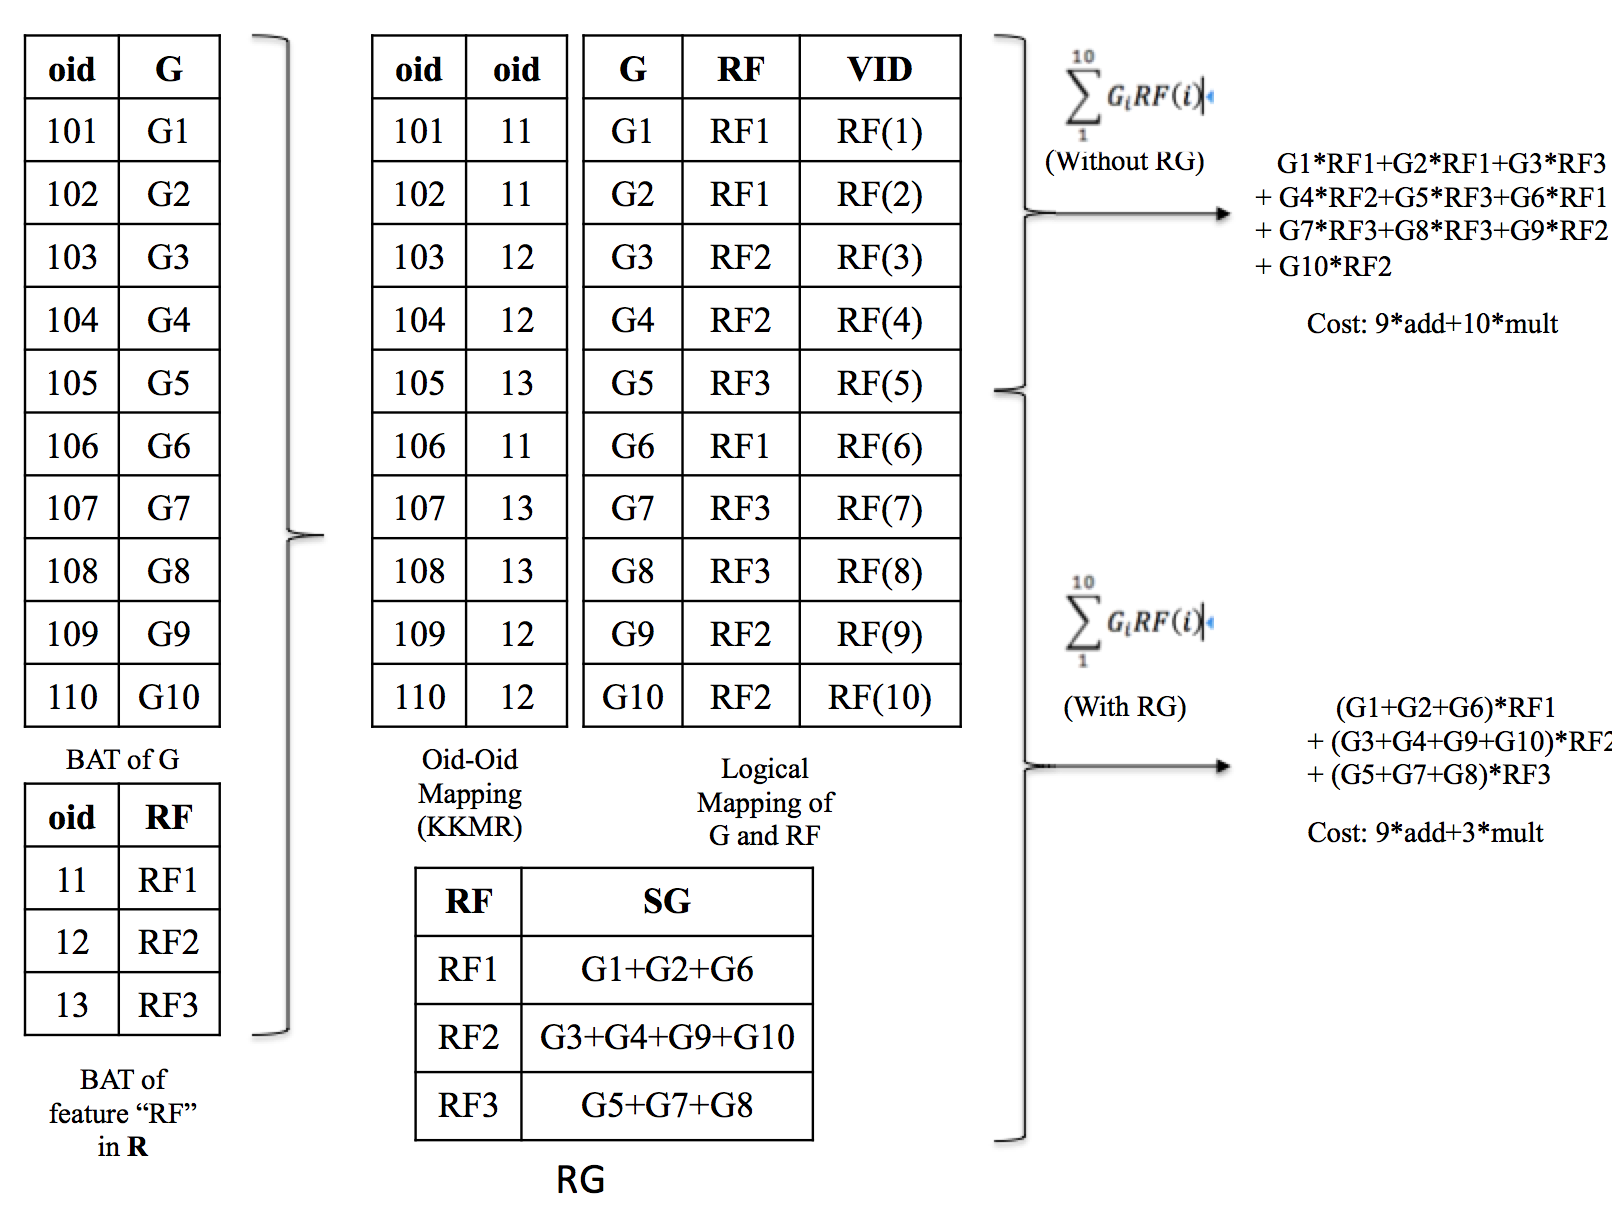 oid G
101 G1
102 G2
103 G3
104 G4
105 G5
106 G6
107 G7
108 G8
109 G9
110 G10
BAT of G
oid RF
11 RF1
12 RF2
13 RF3
BAT of
feature “RF”
in R
oid oid
101 11
102 11
103 12
104 12
105 13
106 11
107 13
108 13
109 12
110 12
Oid-Oid
Mapping
(KKMR)
G RF VID
G1 RF1 RF(1)
G2 RF1 RF(2)
G3 RF2 RF(3)
G4 RF2 RF(4)
G5 RF3 RF(5)
G6 RF1 RF(6)
G7 RF3 RF(7)
G8 RF3 RF(8)
G9 RF2 RF(9)
G10 RF2 RF(10)
Logical
Mapping of
G and RF
RF SG
RF1 G1+G2+G6
RF2 G3+G4+G9+G10
RF3 G5+G7+G8
RG
10
∑ GᵢRF(i)
1
(Without RG)
G1*RF1+G2*RF1+G3*RF3
+ G4*RF2+G5*RF3+G6*RF1
+ G7*RF3+G8*RF3+G9*RF2
+ G10*RF2
Cost: 9*add+10*mult
10
∑ GᵢRF(i)
1
(With RG)
(G1+G2+G6)*RF1
+ (G3+G4+G9+G10)*RF2
+ (G5+G7+G8)*RF3
Cost: 9*add+3*mult